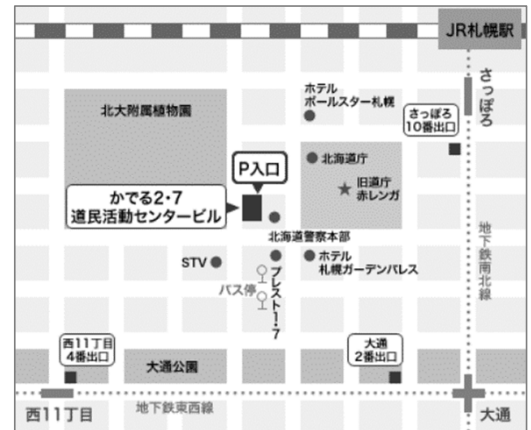 JR札幌駅
さっぽろ
ホテル
ポールスター札幌
さっぽろ
10番出口
北大附属植物園
北海道庁
P入口
旧道庁
赤レンガ
かでる2・7
道民活動センタービル
北海道警察本部
地下鉄南北線
STV
ホテル
札幌ガーデンパレス
バス停
プレスト1・7
西11丁目
4番出口
大通
2番出口
大通公園
地下鉄東西線
西11丁目
大通